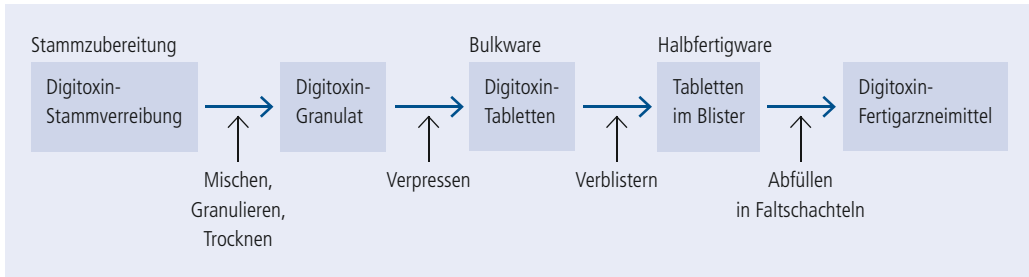 Stammzubereitung
Digitoxin-
Stammverreibung
Mischen,
Granulieren,
Trocknen
Digitoxin-
Granulat
Verpressen
Bulkware
Digitoxin-
Tabletten
Verblistern
Halbfertigware
Tabletten
im Blister
Abfüllen
in Faltschachteln
Digitoxin-
Fertigarzneimittel